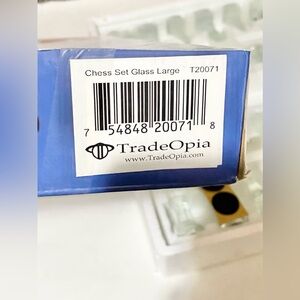 Chess Set Glass Large T20071
7 54848 20071 8
TradeOpia
www.TradeOpia.com